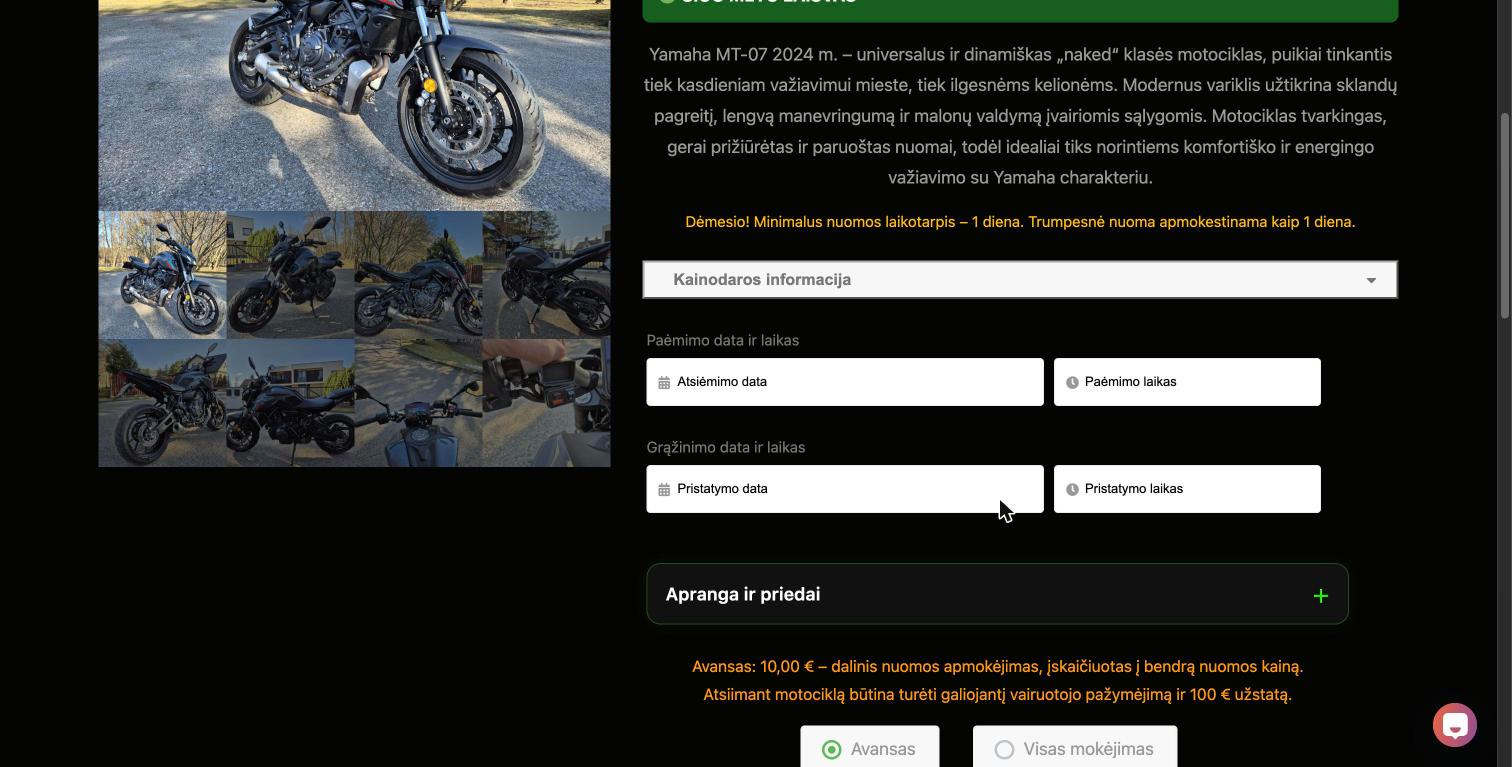 Yamaha MT-07 2024 m. – universalus ir dinamiškas „naked“ klasės motociklas, puikiai tinkantis
tiek kasdieniam važiavimui mieste, tiek ilgesnėms kelionėms. Modernus variklis užtikrina sklandų
pagreitį, lengvą manevringumą ir malonų valdymą įvairiomis sąlygomis. Motociklas tvarkingas,
gerai prižiūrėtas ir paruoštas nuomai, todėl idealiai tiks norintiems komfortiško ir energingo
važiavimo su Yamaha charakteriu.
Dėmesio! Minimalus nuomos laikotarpis – 1 diena. Trumpesnė nuoma apmokestinama kaip 1 diena.
Kainodaros informacija
Paėmimo data ir laikas
Atsiėmimo data
Paėmimo laikas
Grąžinimo data ir laikas
Pristatymo data
Pristatymo laikas
Apranga ir priedai
Avansas: 10,00 € – dalinis nuomos apmokėjimas, įskaičiuotas į bendrą nuomos kainą.
Atsiimant motociklą būtina turėti galiojantį vairuotojo pažymėjimą ir 100 € užstatą.
Avansas
Visas mokėjimas